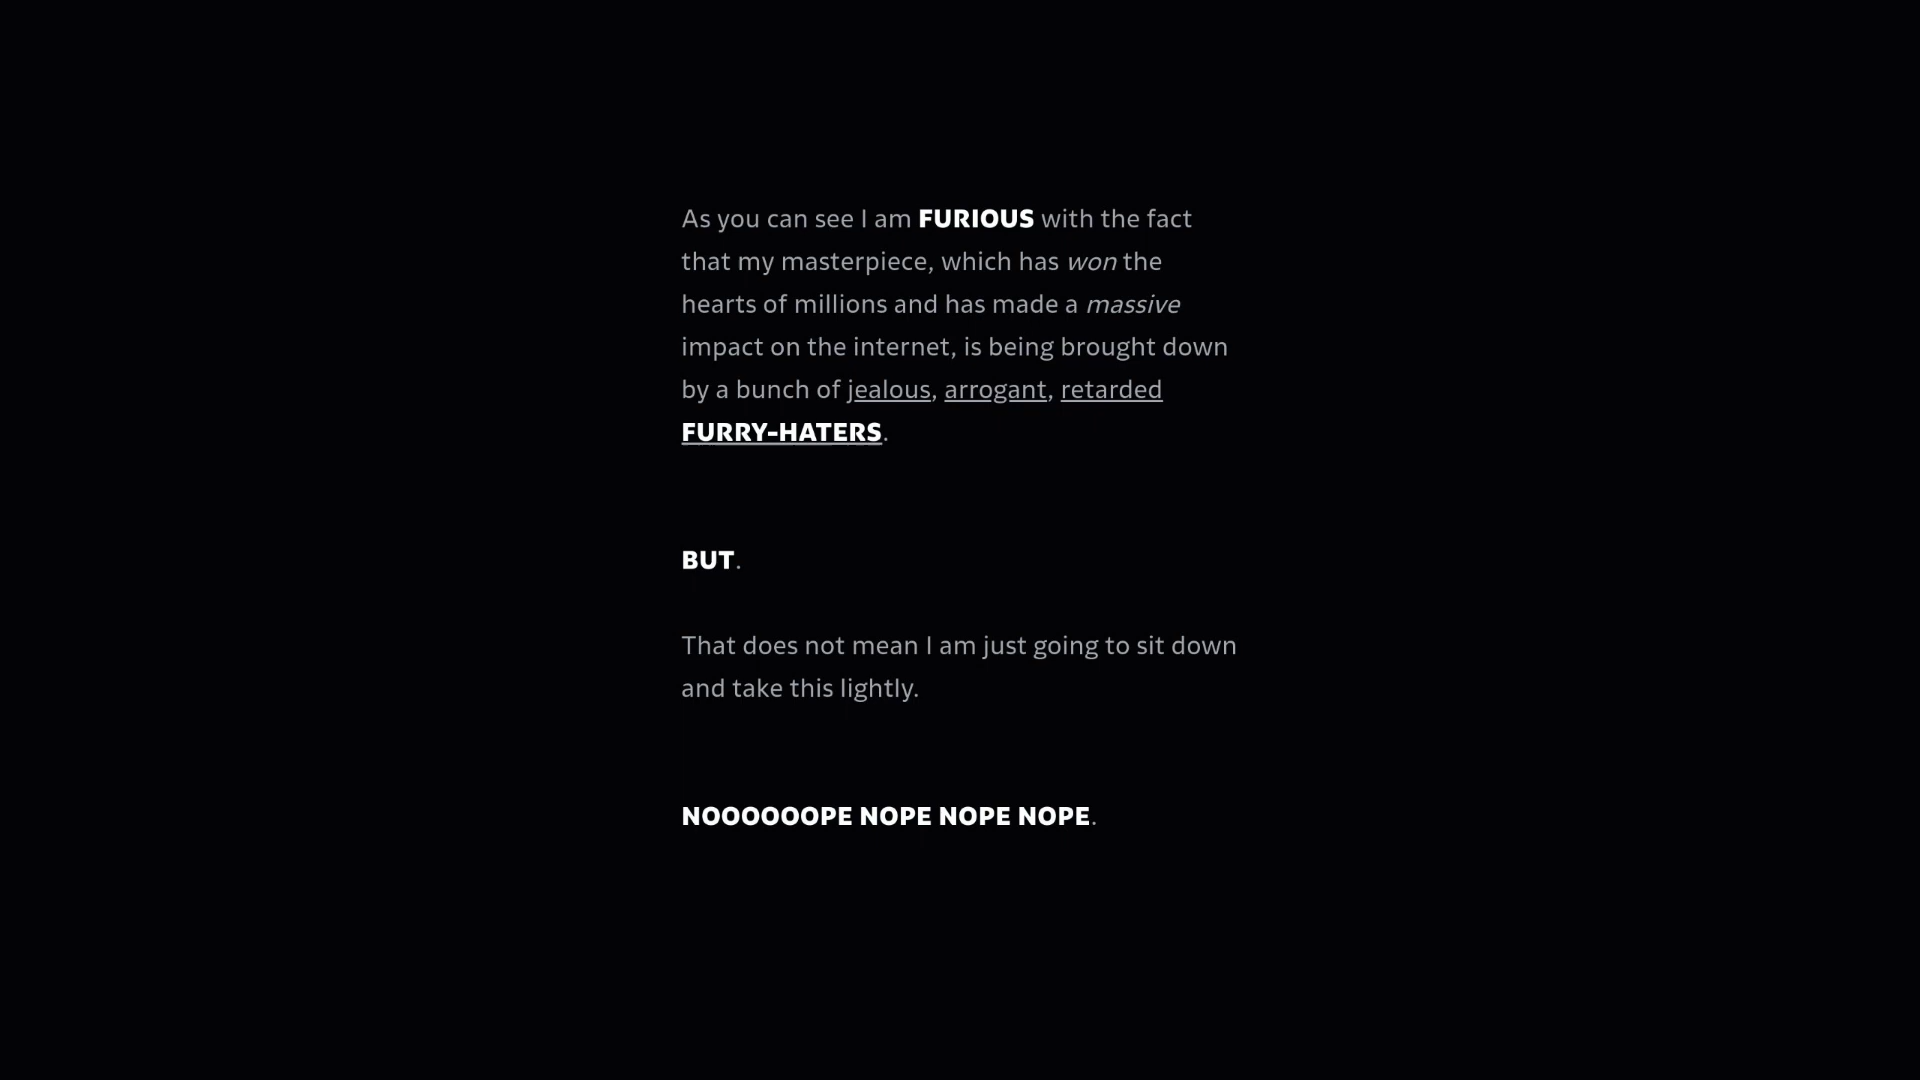 As you can see I am FURIOUS with the fact
that my masterpiece, which has won the
hearts of millions and has made a massive
impact on the internet, is being brought down
by a bunch of jealous, arrogant, retarded
FURRY-HATERS.
BUT.
That does not mean I am just going to sit down
and take this lightly.
NOOOOOOPE NOPE NOPE NOPE.